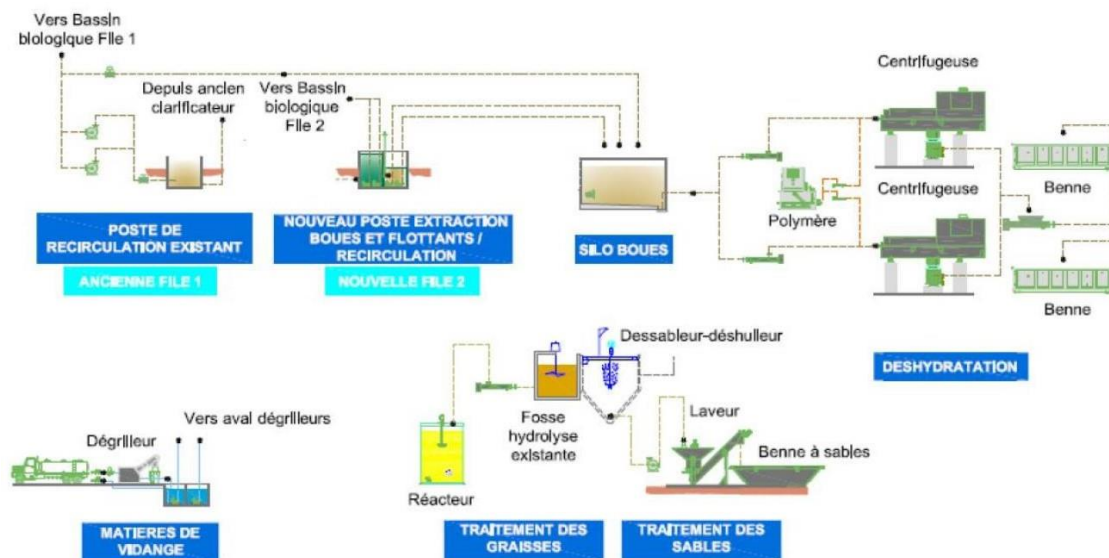 Vers Bassin
biologique File 1
Depuis ancien
clarificateur
Vers Bassin
biologique
File 2
POSTE DE
RECIRCULATION EXISTANT
ANCIENNE FILE 1
NOUVEAU POSTE EXTRACTION
BOUES ET FLOTTANTS /
RECIRCULATION
NOUVELLE FILE 2
SILO BOUES
Polymère
Centrifugeuse
Benne
Centrifugeuse
Benne
DESHYDRATATION
Vers aval dégrilleurs
Dégrilleur
MATIERES DE
VIDANGE
Dessableur-déshuileur
Fosse
hydrolyse
existante
Réacteur
TRAITEMENT DES
GRAISSES
Laveur
Benne à sables
TRAITEMENT DES
SABLES